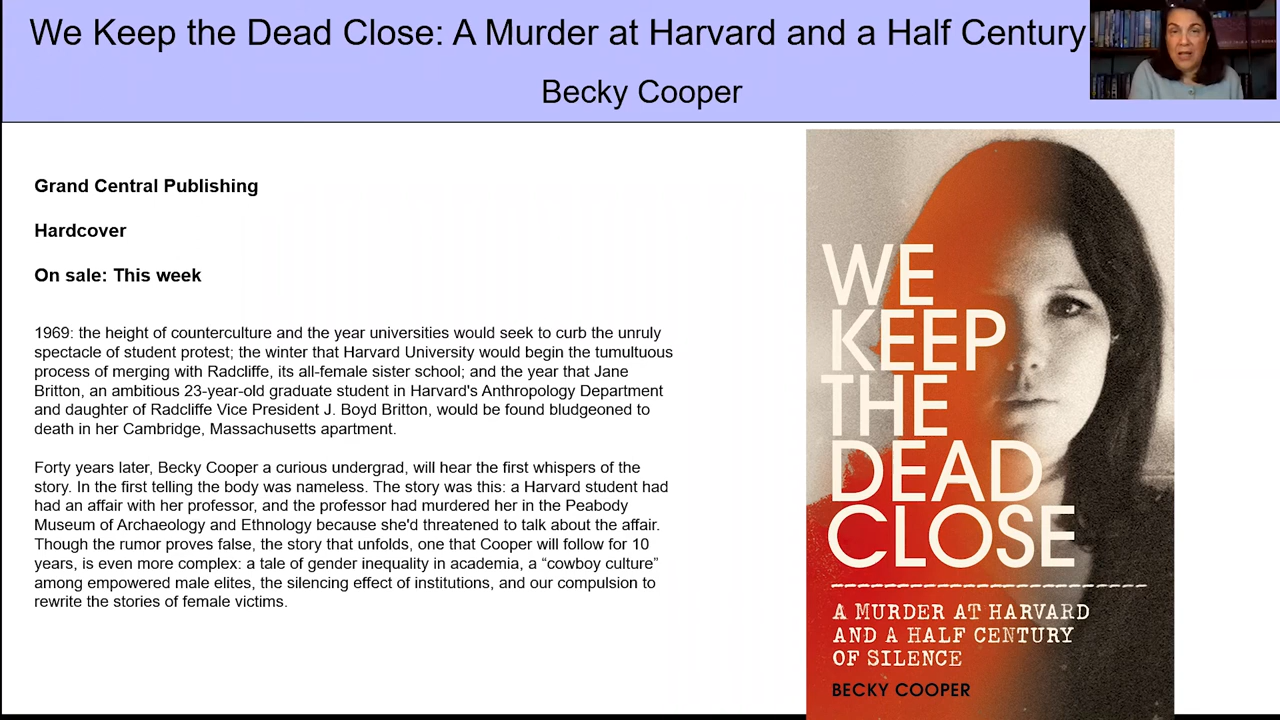 We Keep the Dead Close: A Murder at Harvard and a Half Century
Becky Cooper
Grand Central Publishing
Hardcover
On sale: This week
1969: the height of counterculture and the year universities would seek to curb the unruly
spectacle of student protest; the winter that Harvard University would begin the tumultuous
process of merging with Radcliffe, its all-female sister school; and the year that Jane
Britton, an ambitious 23-year-old graduate student in Harvard's Anthropology Department
and daughter of Radcliffe Vice President J. Boyd Britton, would be found bludgeoned to
death in her Cambridge, Massachusetts apartment.
Forty years later, Becky Cooper a curious undergrad, will hear the first whispers of the
story. In the first telling the body was nameless. The story was this: a Harvard student had
had an affair with her professor, and the professor had murdered her in the Peabody
Museum of Archaeology and Ethnology because she'd threatened to talk about the affair.
Though the rumor proves false, the story that unfolds, one that Cooper will follow for 10
years, is even more complex: a tale of gender inequality in academia, a “cowboy culture”
among empowered male elites, the silencing effect of institutions, and our compulsion to
rewrite the stories of female victims.
WE
KEEP
THE
DEAD
CLOSE
A MURDER AT HARVARD
AND A HALF CENTURY
OF SILENCE
BECKY COOPER